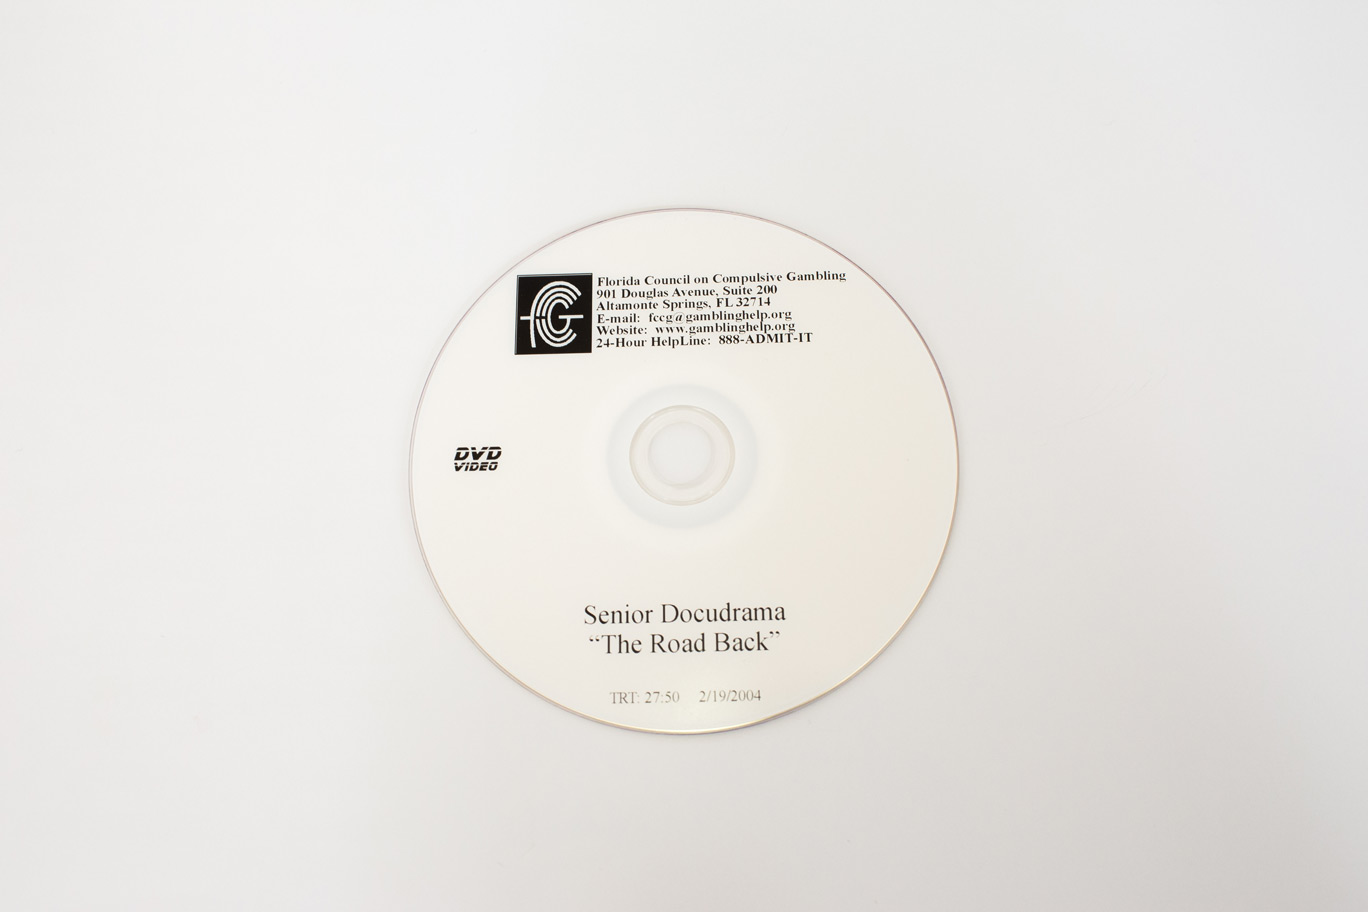 Florida Council on Compulsive Gambling
901 Douglas Avenue, Suite 200
Altamonte Springs, FL 32714
E-mail: fccg@gamblinghelp.org
Website: www.gamblinghelp.org
24-Hour HelpLine: 888-ADMIT-IT
fCCG
DVD
VIDEO
Senior Docudrama
“The Road Back”
TRT: 27:50 2/19/2004